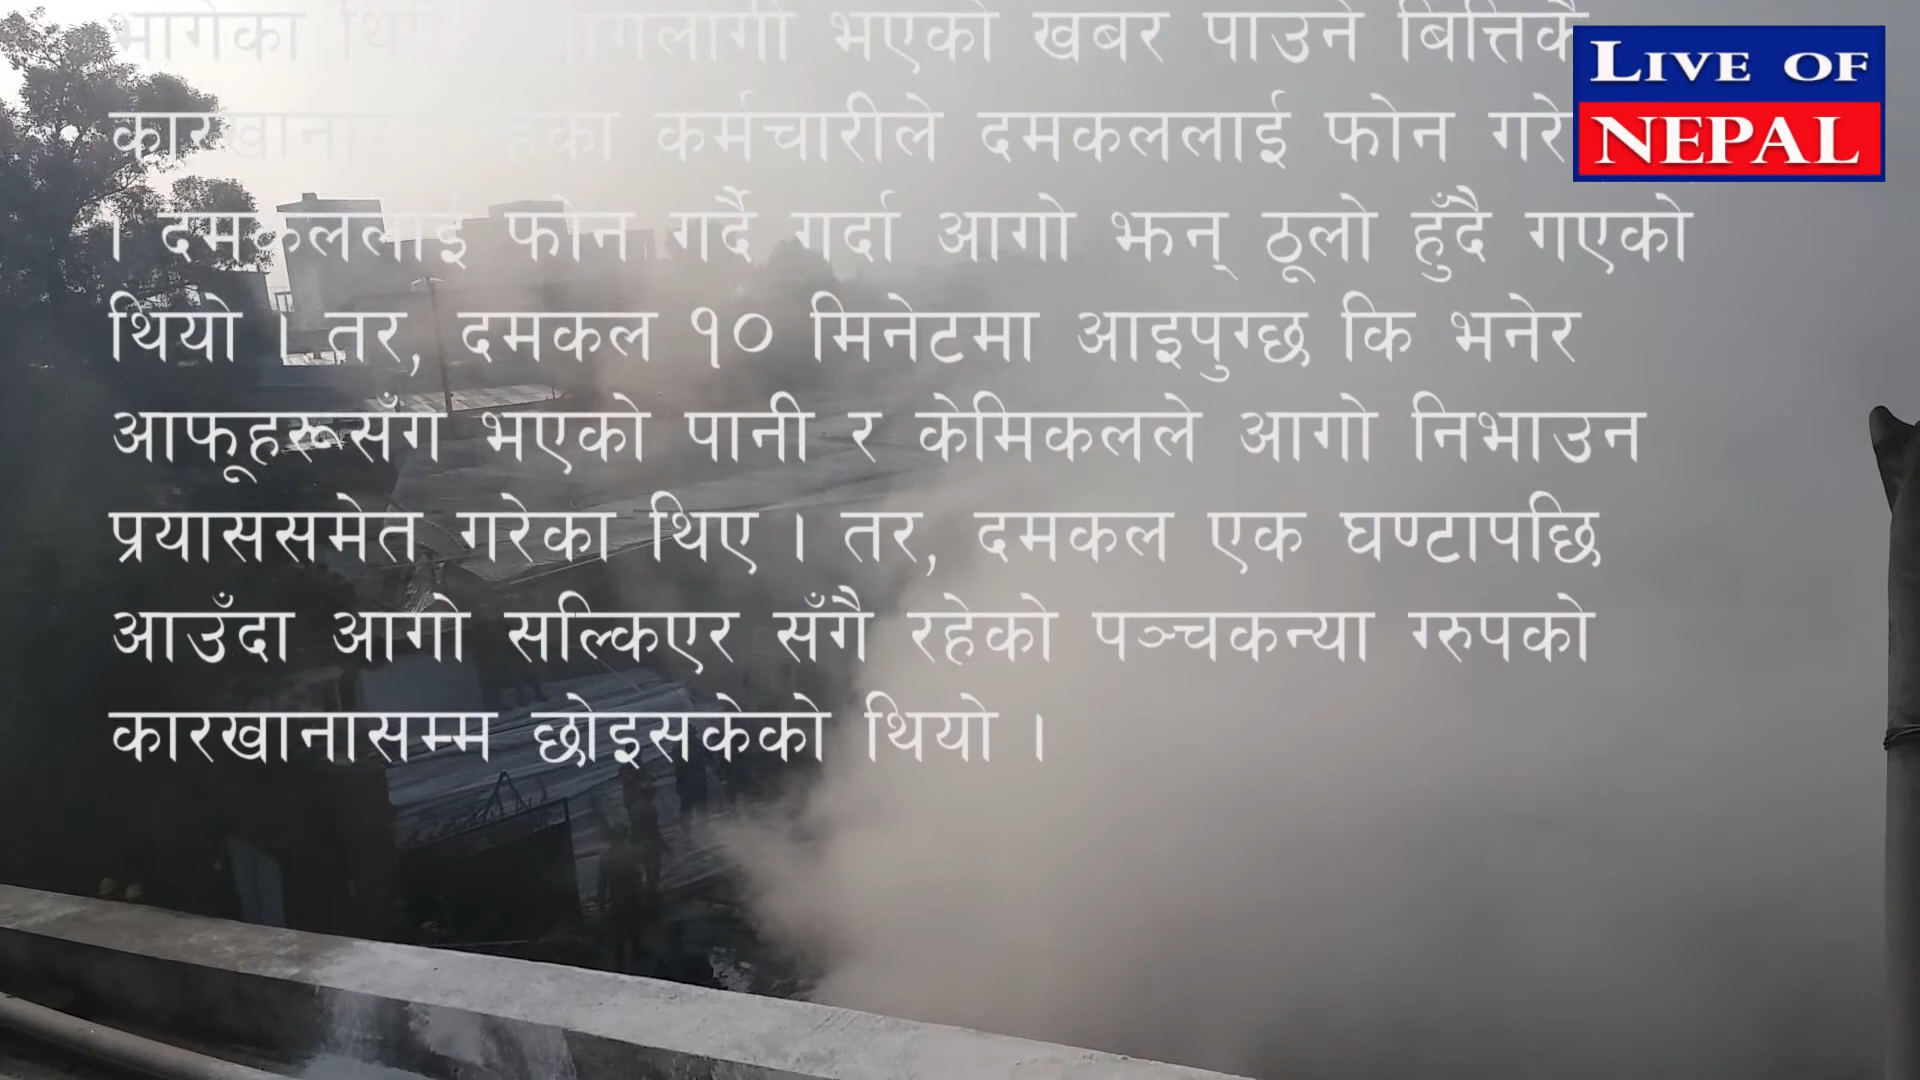 भागेका भएको खबर पाउने बित्तिकै
LIVE OF
NEPAL
कर्मचारीले दमकललाई फोन गरे
। दमकललाई फोन गर्दै गर्दा आगो झन् ठूलो हुँदै गएको
थियो । तर, दमकल १० मिनेटमा आइपुग्छ कि भनेर
आफूहरूसँग भएको पानी र केमिकलले आगो निभाउन
प्रयाससमेत गरेका थिए । तर, दमकल एक घण्टापछि
आउँदा आगो सल्किएर सँगै रहेको पञ्चकन्या ग्रुपको
कारखानासम्म छोइसकेको थियो ।